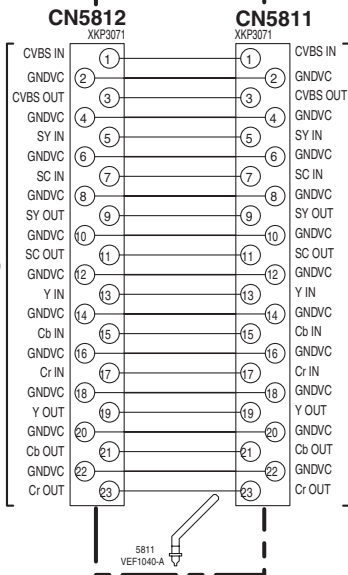 CN5812 CN5811
XKP3071 XKP3071
CVBS IN 1 1 CVBS IN
GNDVC 2 2 GNDVC
CVBS OUT 3 3 CVBS OUT
GNDVC 4 4 GNDVC
SY IN 5 5 SY IN
GNDVC 6 6 GNDVC
SC IN 7 7 SC IN
GNDVC 8 8 GNDVC
SY OUT 9 9 SY OUT
GNDVC 10 10 GNDVC
SC OUT 11 11 SC OUT
GNDVC 12 12 GNDVC
Y IN 13 13 Y IN
GNDVC 14 14 GNDVC
Cb IN 15 15 Cb IN
GNDVC 16 16 GNDVC
Cr IN 17 17 Cr IN
GNDVC 18 18 GNDVC
Y OUT 19 19 Y OUT
GNDVC 20 20 GNDVC
Cb OUT 21 21 Cb OUT
GNDVC 22 22 GNDVC
Cr OUT 23 23 Cr OUT
5811
VEF1040-A